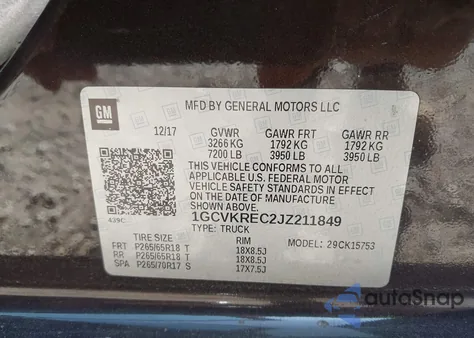 GM
MFD BY GENERAL MOTORS LLC
12/17 GVWR GAWR FRT GAWR RR
3266 KG 1792 KG 1792 KG
7200 LB 3950 LB 3950 LB
THIS VEHICLE CONFORMS TO ALL
APPLICABLE U.S. FEDERAL MOTOR
VEHICLE SAFETY STANDARDS IN EFFECT
ON THE DATE OF MANUFACTURE
SHOWN ABOVE.
439C 1GCVKREC2JZ211849
TYPE: TRUCK
TIRE SIZE RIM MODEL: 29CK15753
FRT P265/65R18 T 18X8.5J
RR P265/65R18 T 18X8.5J
SPA P265/70R17 S 17X7.5J
autoSnap